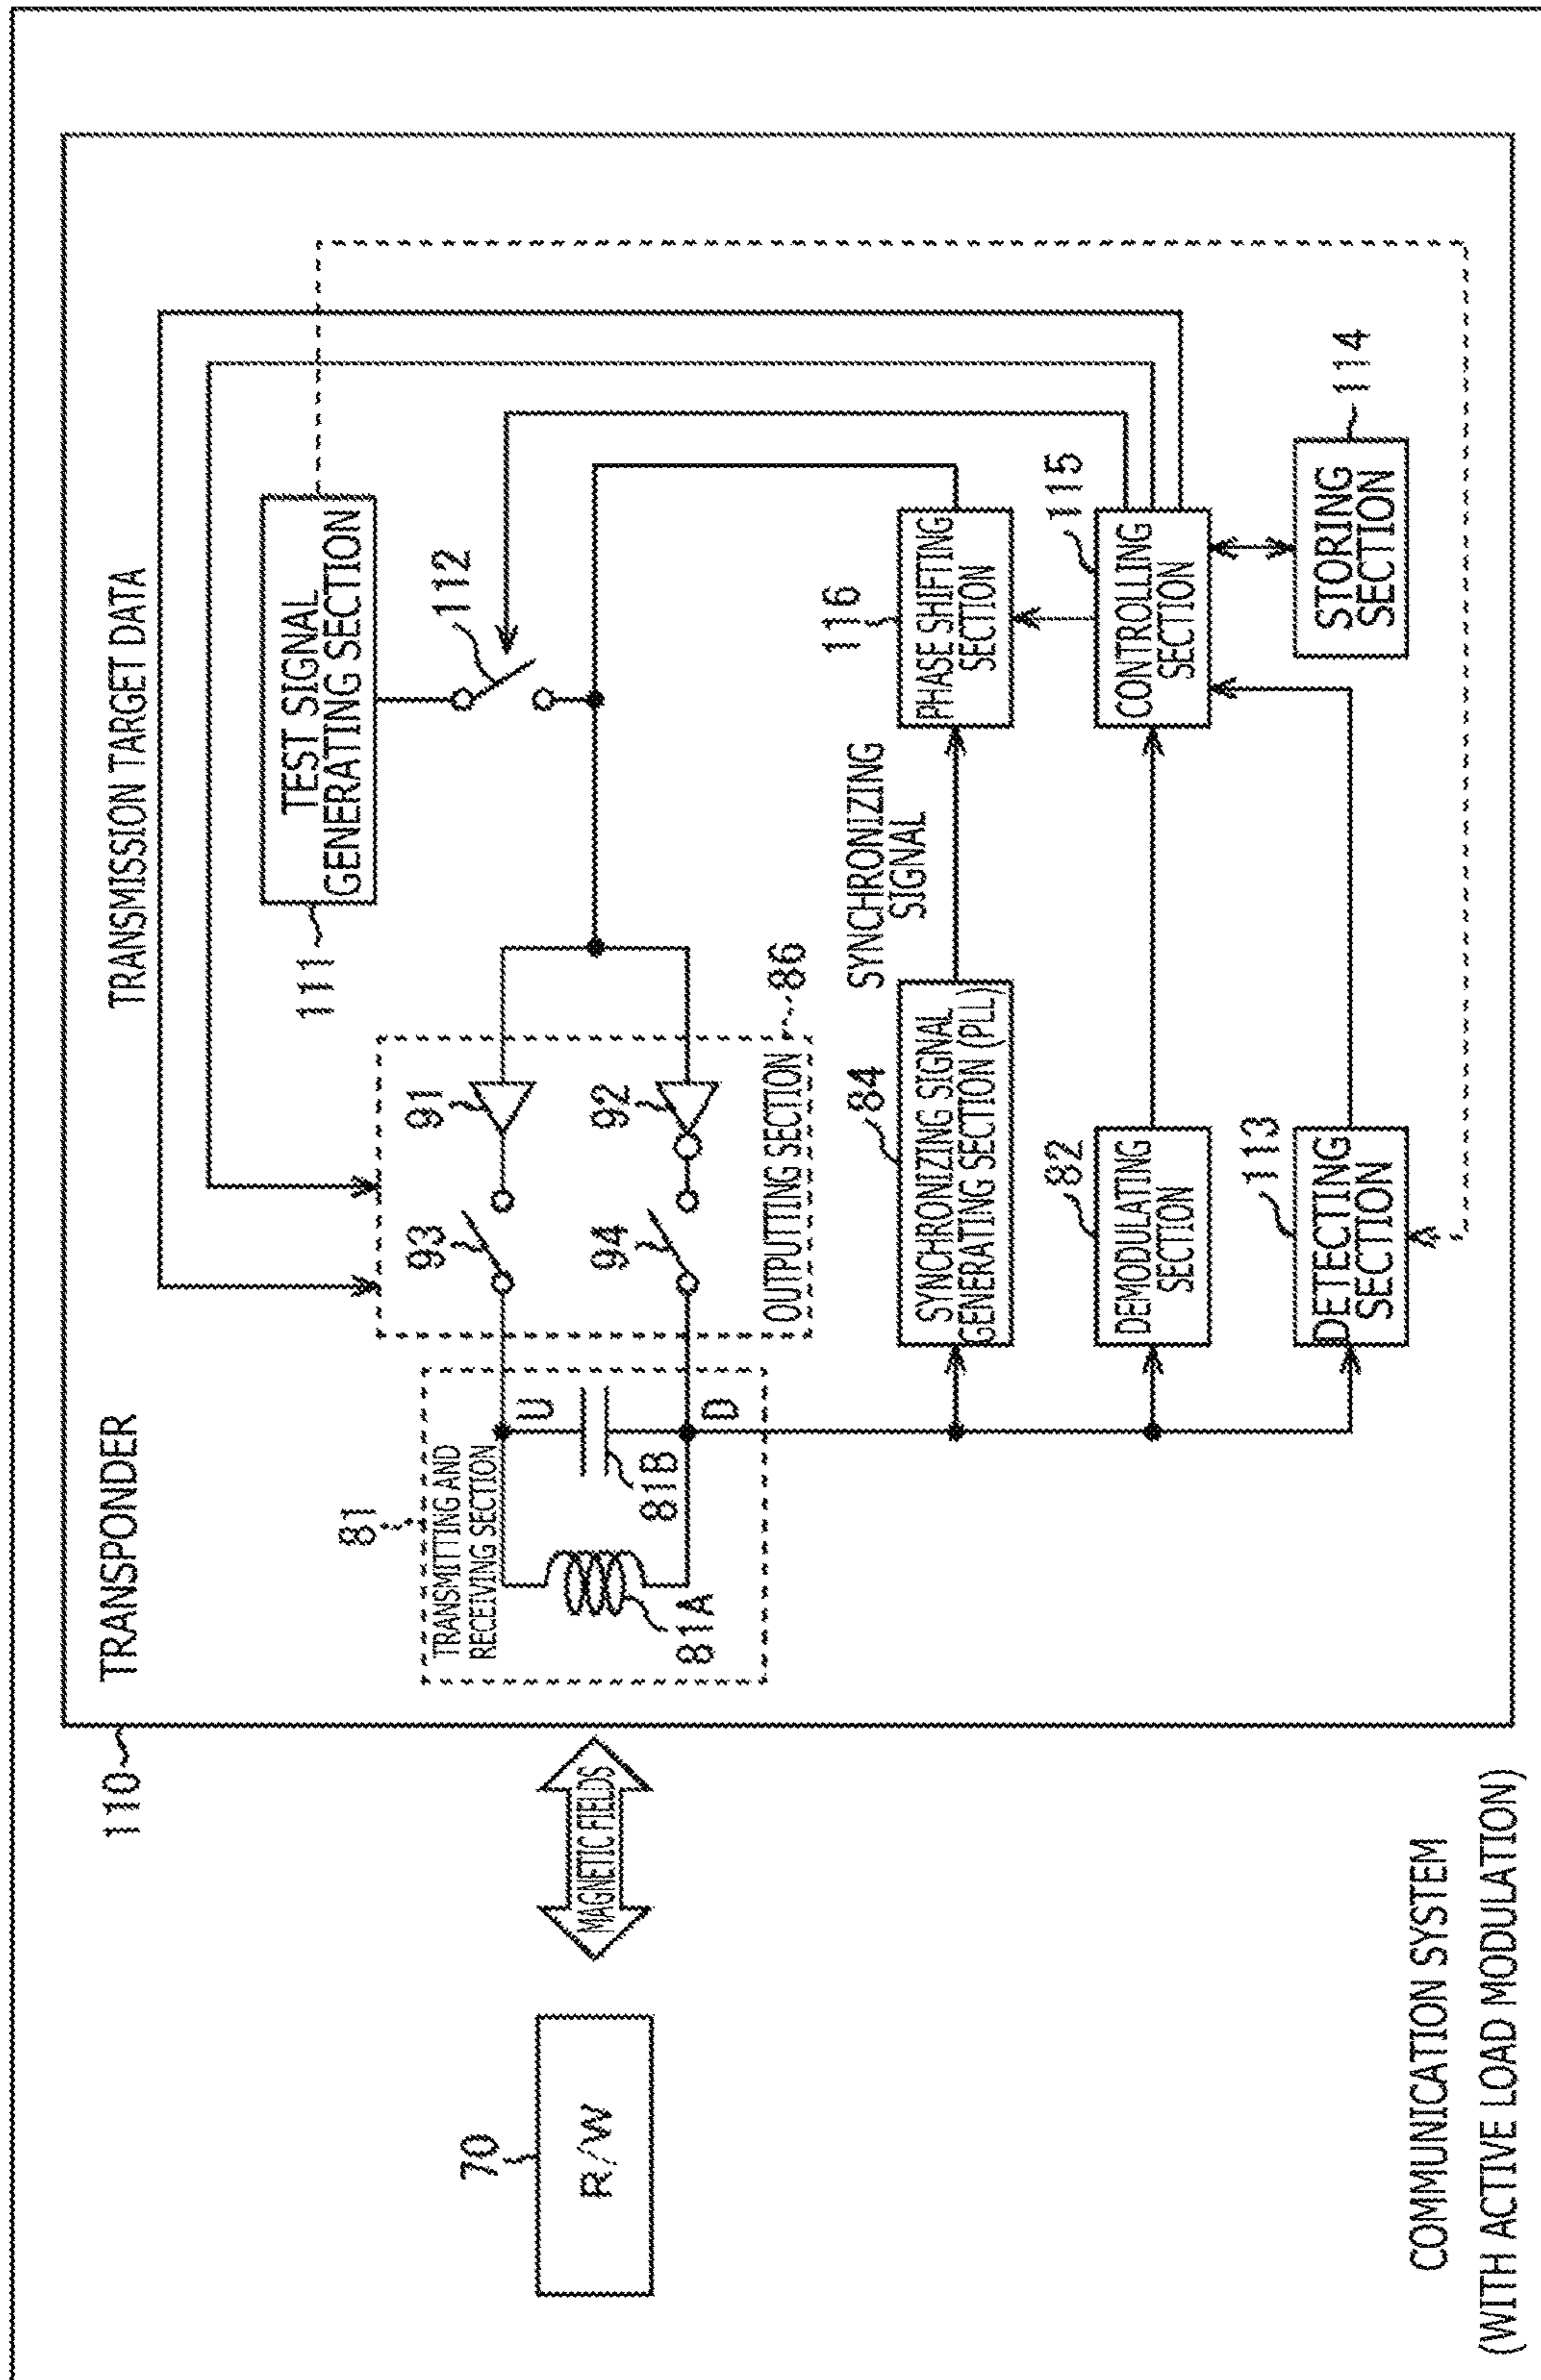 110
TRANSPONDER
TRANSMISSION TARGET DATA
111
TEST SIGNAL
GENERATING SECTION
112
81
TRANSMITTING AND
RECEIVING SECTION
U
81A
81B
D
91
93
92
94
OUTPUTTING SECTION
86
70
R/W
MAGNETIC FIELDS
84
SYNCHRONIZING SIGNAL
GENERATING SECTION (PLL)
SYNCHRONIZING
SIGNAL
116
PHASE SHIFTING
SECTION
82
DEMODULATING
SECTION
115
CONTROLLING
SECTION
113
DETECTING
SECTION
STORING
SECTION
114
COMMUNICATION SYSTEM
(WITH ACTIVE LOAD MODULATION)